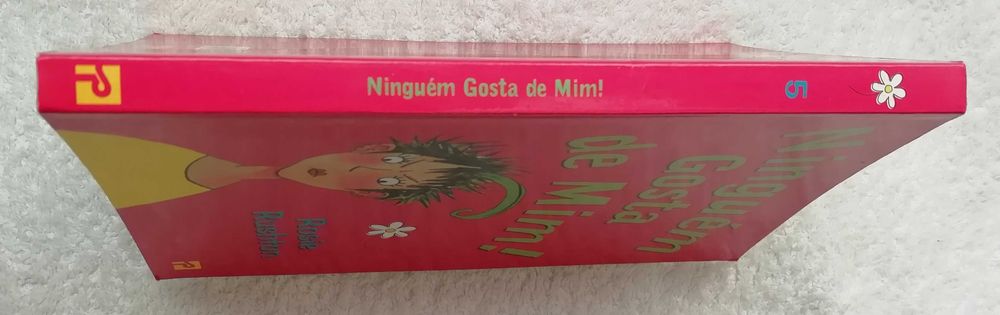 Ninguém Gosta de Mim!
5
Ninguém
Gosta
de Mim!
Rosie
Rushton